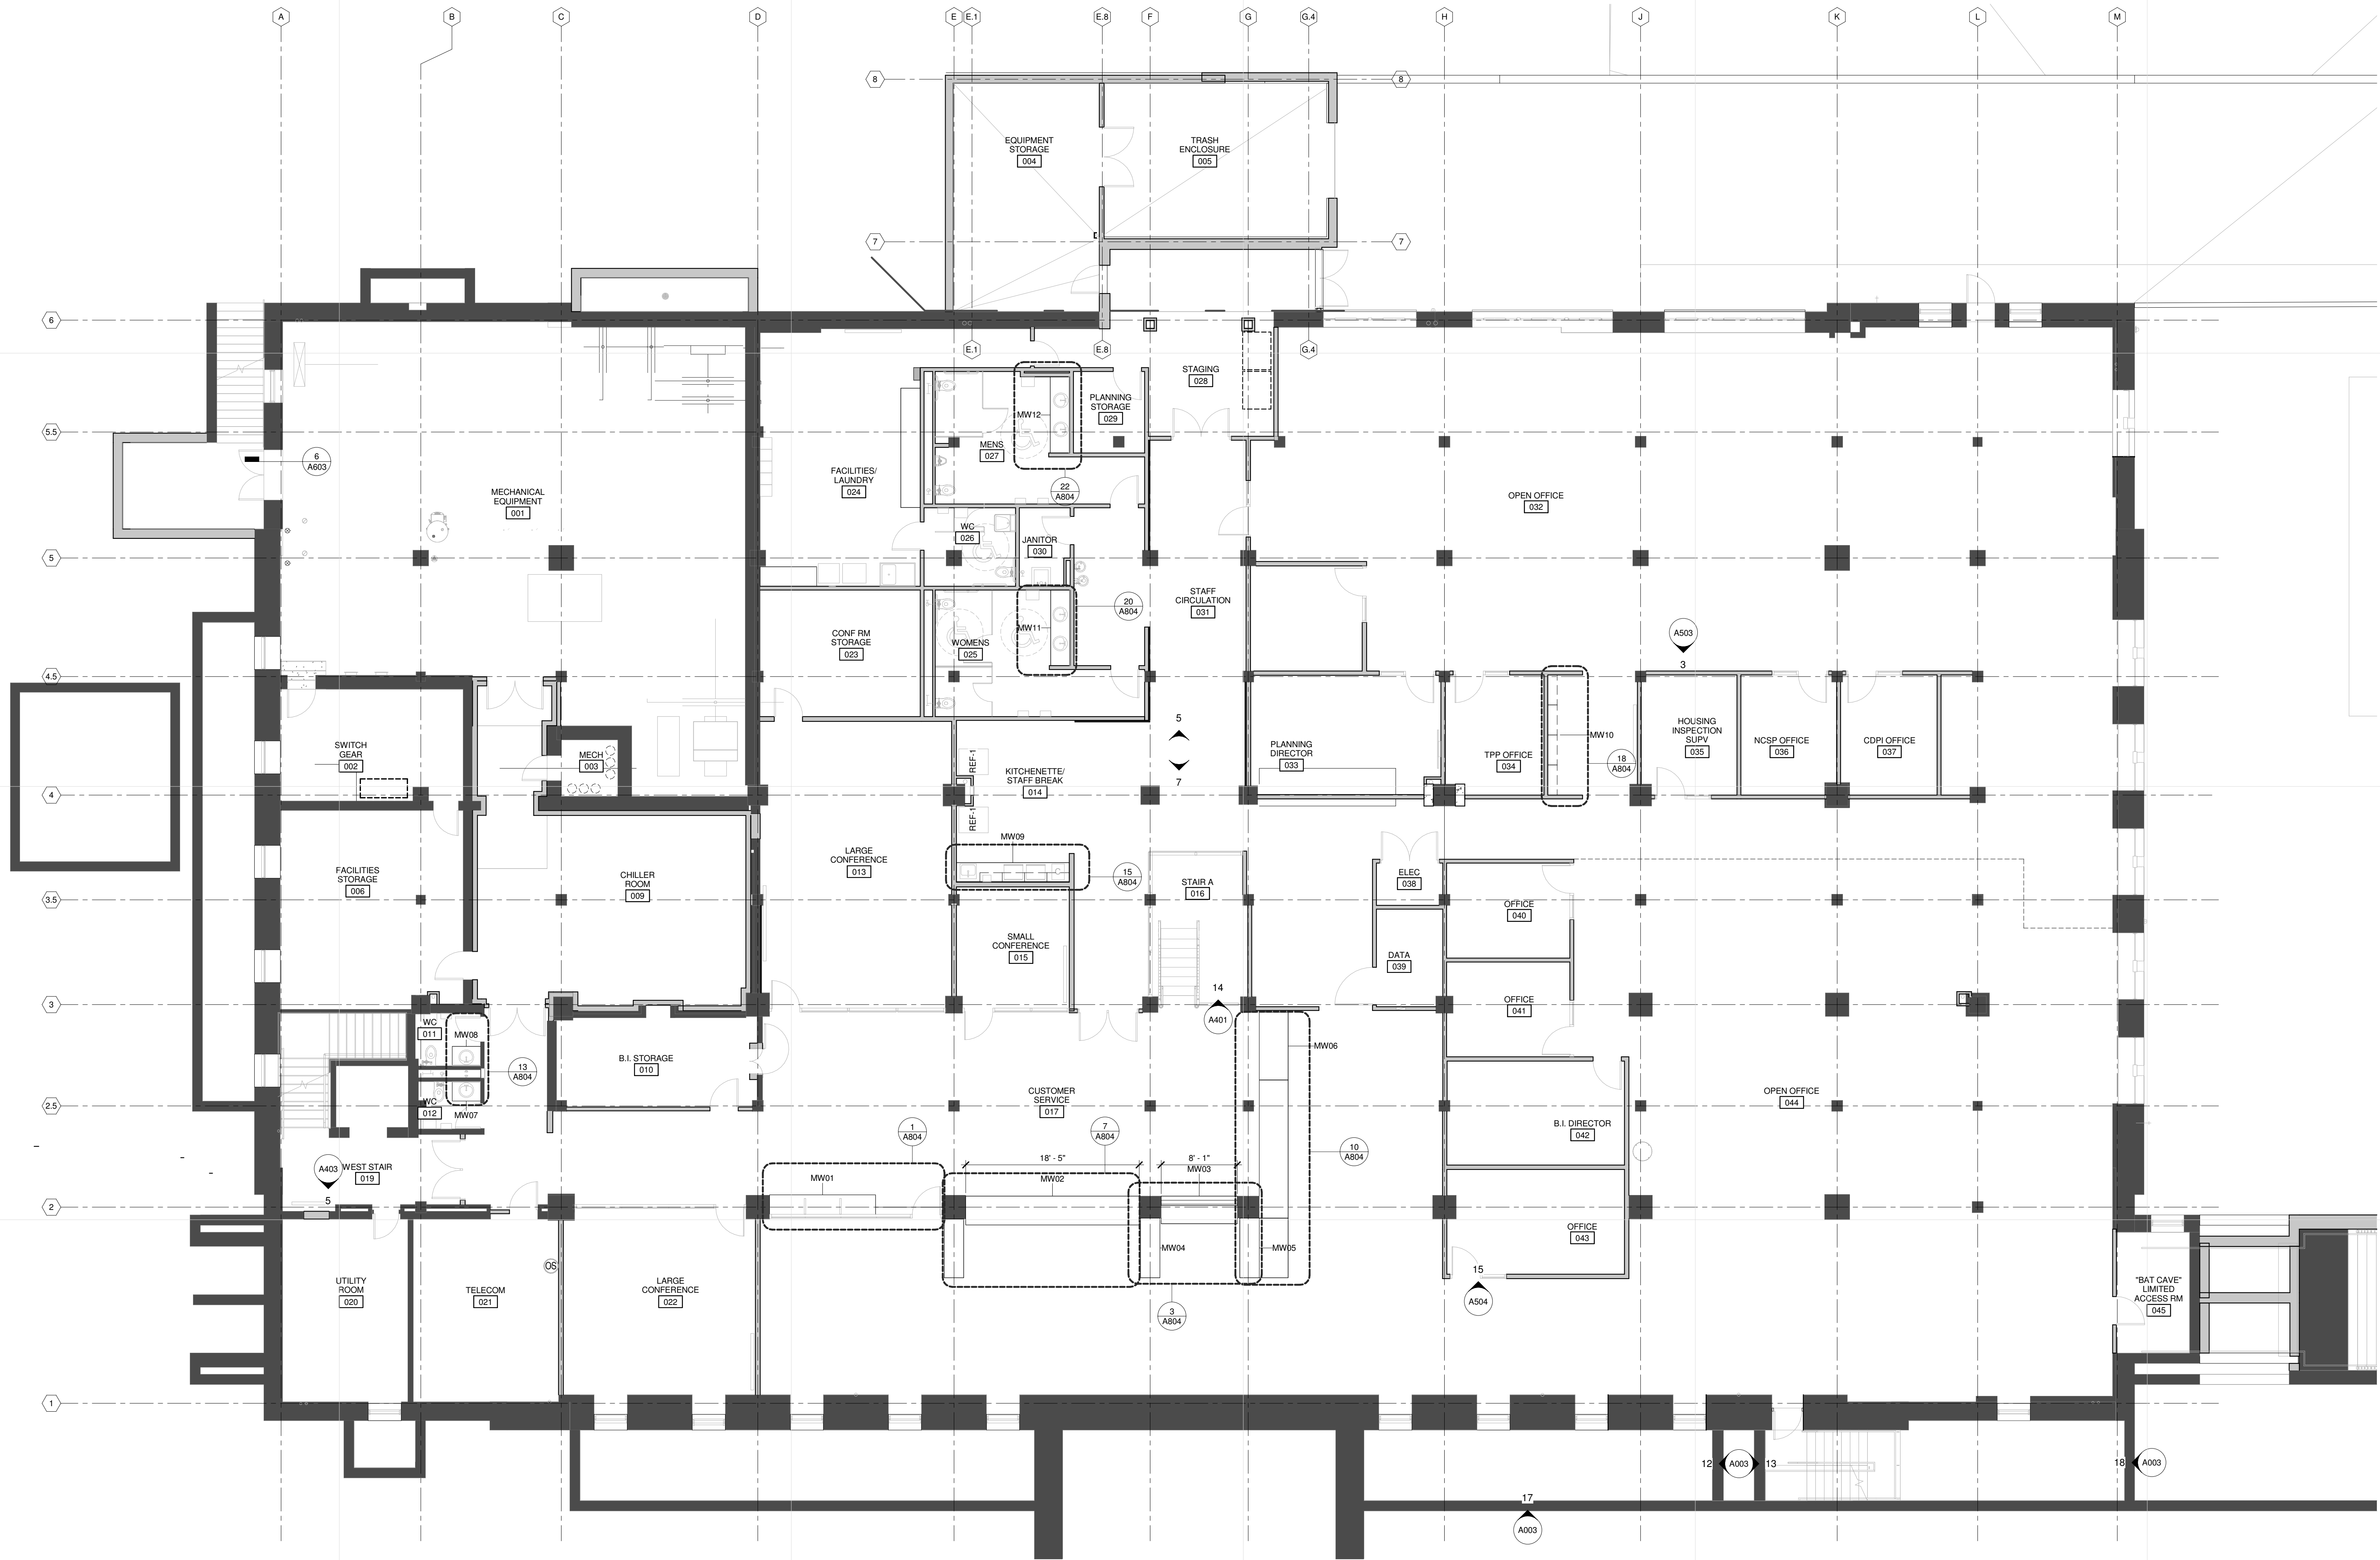 A
B
C
D
E
E.1
E.8
F
G
G.4
H
J
K
L
M
8
8
EQUIPMENT
STORAGE
004
TRASH
ENCLOSURE
005
7
7
6
E.1
E.8
G.4
STAGING
028
PLANNING
STORAGE
029
MW12
5.5
MENS
027
6
A603
FACILITIES/
LAUNDRY
024
22
A804
MECHANICAL
EQUIPMENT
001
OPEN OFFICE
032
WC
026
JANITOR
030
5
STAFF
CIRCULATION
031
20
A804
CONF RM
STORAGE
023
MW11
WOMENS
025
A503
3
4.5
5
7
SWITCH
GEAR
002
MECH
003
REF-1
KITCHENETTE/
STAFF BREAK
014
REF-1
PLANNING
DIRECTOR
033
TPP OFFICE
034
MW10
18
A804
HOUSING
INSPECTION
SUPV
035
NCSP OFFICE
036
CDPI OFFICE
037
4
MW09
LARGE
CONFERENCE
013
15
A804
FACILITIES
STORAGE
006
CHILLER
ROOM
009
STAIR A
016
ELEC
038
3.5
OFFICE
040
SMALL
CONFERENCE
015
DATA
039
3
14
A401
OFFICE
041
WC
011
MW08
MW06
B.I. STORAGE
010
13
A804
CUSTOMER
SERVICE
017
OPEN OFFICE
044
2.5
WC
012
MW07
1
A804
7
A804
10
A804
B.I. DIRECTOR
042
18' - 5"
8' - 1"
A403
5
WEST STAIR
019
MW01
MW02
MW03
2
OFFICE
043
MW04
MW05
UTILITY
ROOM
020
TELECOM
021
SO
LARGE
CONFERENCE
022
15
A504
3
A804
"BAT CAVE"
LIMITED
ACCESS RM
045
1
12
A003
13
18
A003
17
A003